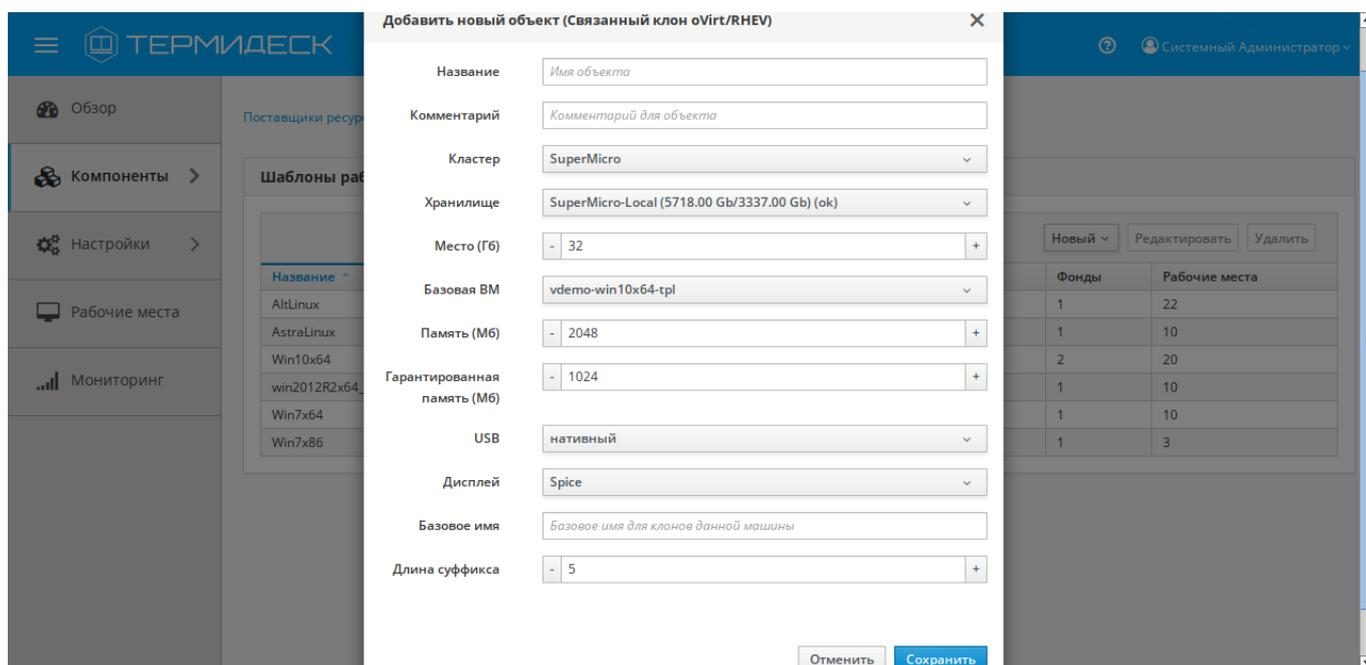 Добавить новый объект (Связанный клон oVirt/RHEV)
ТЕРМИДЕСК
Системный Администратор
Обзор
Компоненты
Настройки
Рабочие места
Мониторинг
Поставщики ресур
Шаблоны раб
Название
AltLinux
AstraLinux
Win10x64
win2012R2x64_
Win7x64
Win7x86
Название
Имя объекта
Комментарий
Комментарий для объекта
Кластер
SuperMicro
Хранилище
SuperMicro-Local (5718.00 Gb/3337.00 Gb) (ok)
Место (Гб)
- 32 +
Базовая ВМ
vdemo-win10x64-tpl
Память (Мб)
- 2048 +
Гарантированная
память (Мб)
- 1024 +
USB
нативный
Дисплей
Spice
Базовое имя
Базовое имя для клонов данной машины
Длина суффикса
- 5 +
Отменить Сохранить
Новый Редактировать Удалить
Фонды Рабочие места
1 22
1 10
2 20
1 10
1 10
1 3